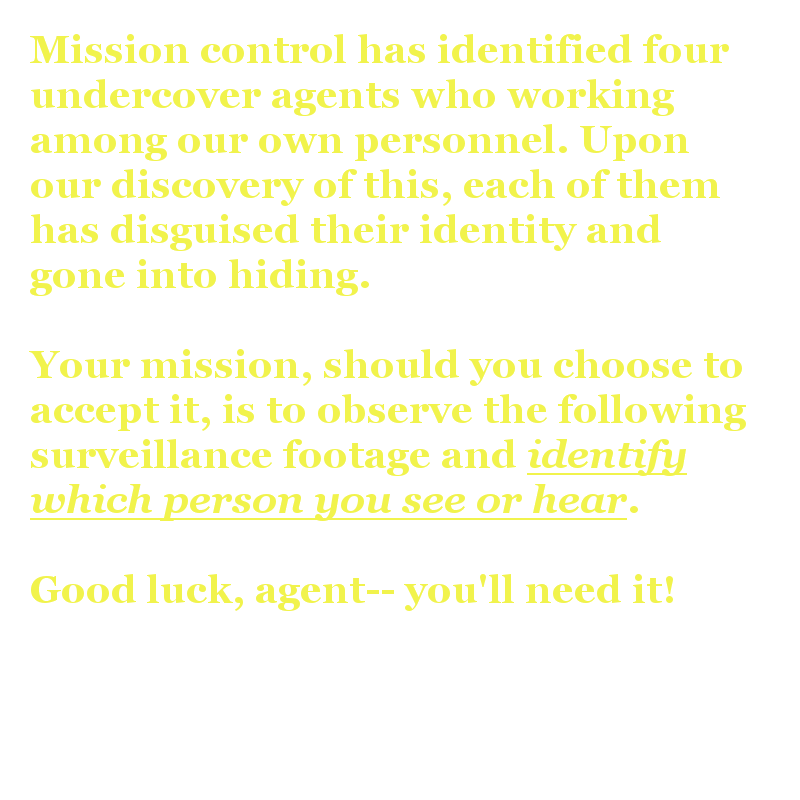 Mission control has identified four
undercover agents who working
among our own personnel. Upon
our discovery of this, each of them
has disguised their identity and
gone into hiding.
Your mission, should you choose to
accept it, is to observe the following
surveillance footage and identify
which person you see or hear.
Good luck, agent-- you'll need it!